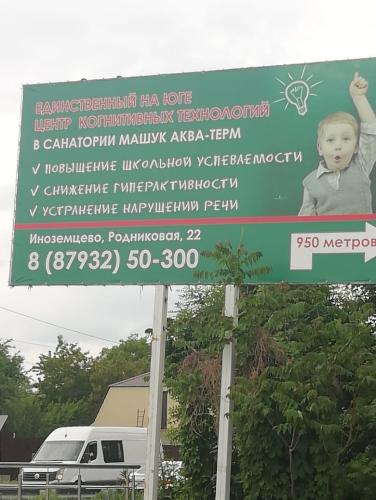 ЕДИНСТВЕННЫЙ НА ЮГЕ
ЦЕНТР КОГНИТИВНЫХ ТЕХНОЛОГИЙ
В САНАТОРИИ МАШУК АКВА-ТЕРМ
✓ ПОВЫШЕНИЕ ШКОЛЬНОЙ УСПЕВАЕМОСТИ
✓ СНИЖЕНИЕ ГИПЕРАКТИВНОСТИ
✓ УСТРАНЕНИЕ НАРУШЕНИЙ РЕЧИ
Иноземцево, Родниковая, 22
950 метров
8 (87932) 50-300